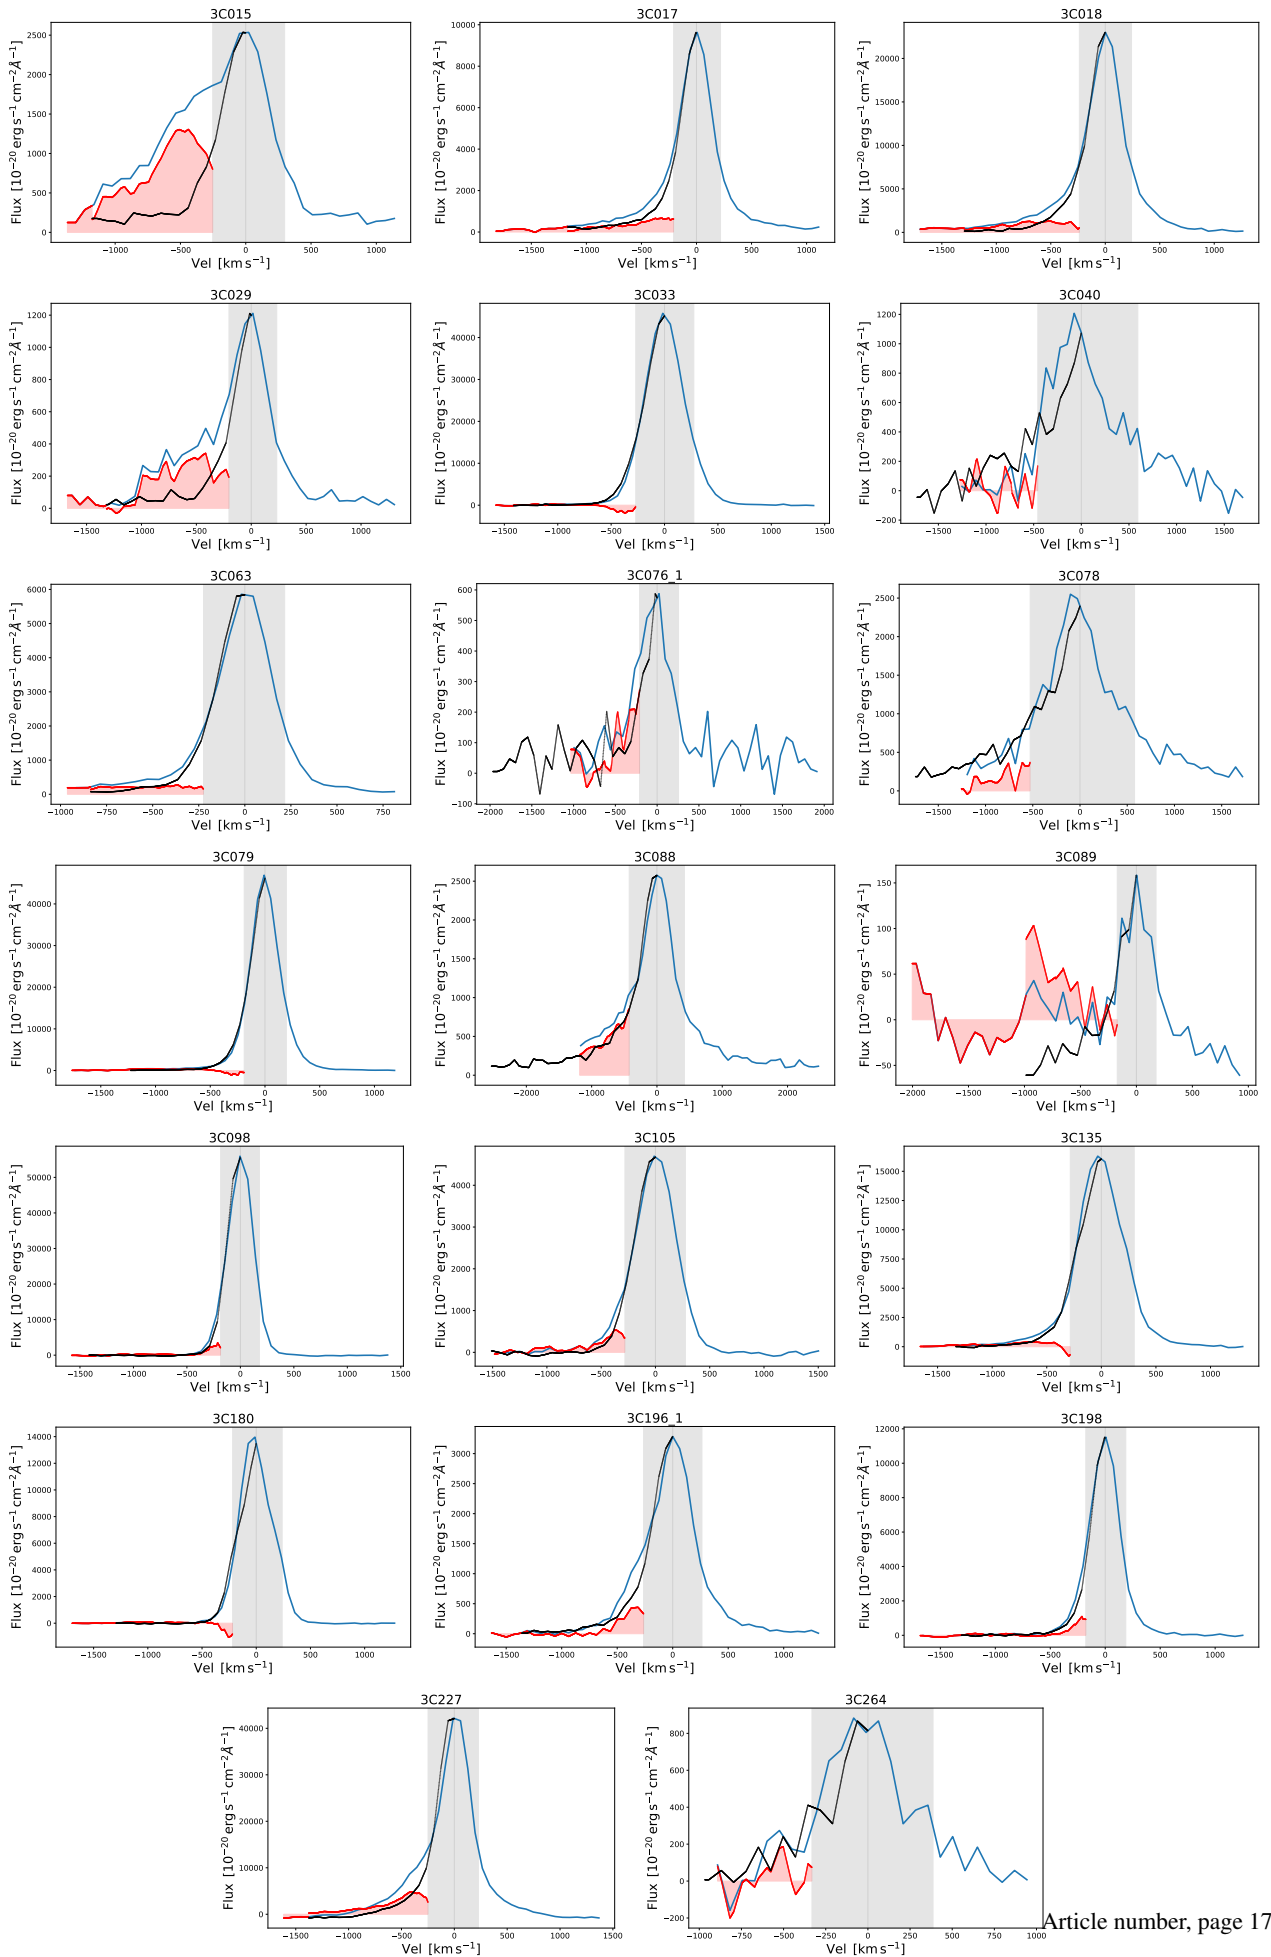 3C015
3C017
3C018
Flux [10⁻²⁰ erg s⁻¹ cm⁻² Å⁻¹]
Vel [km s⁻¹]
3C029
3C033
3C040
3C063
3C076_1
3C078
3C079
3C088
3C089
3C098
3C105
3C135
3C180
3C196_1
3C198
3C227
3C264
Article number, page 17